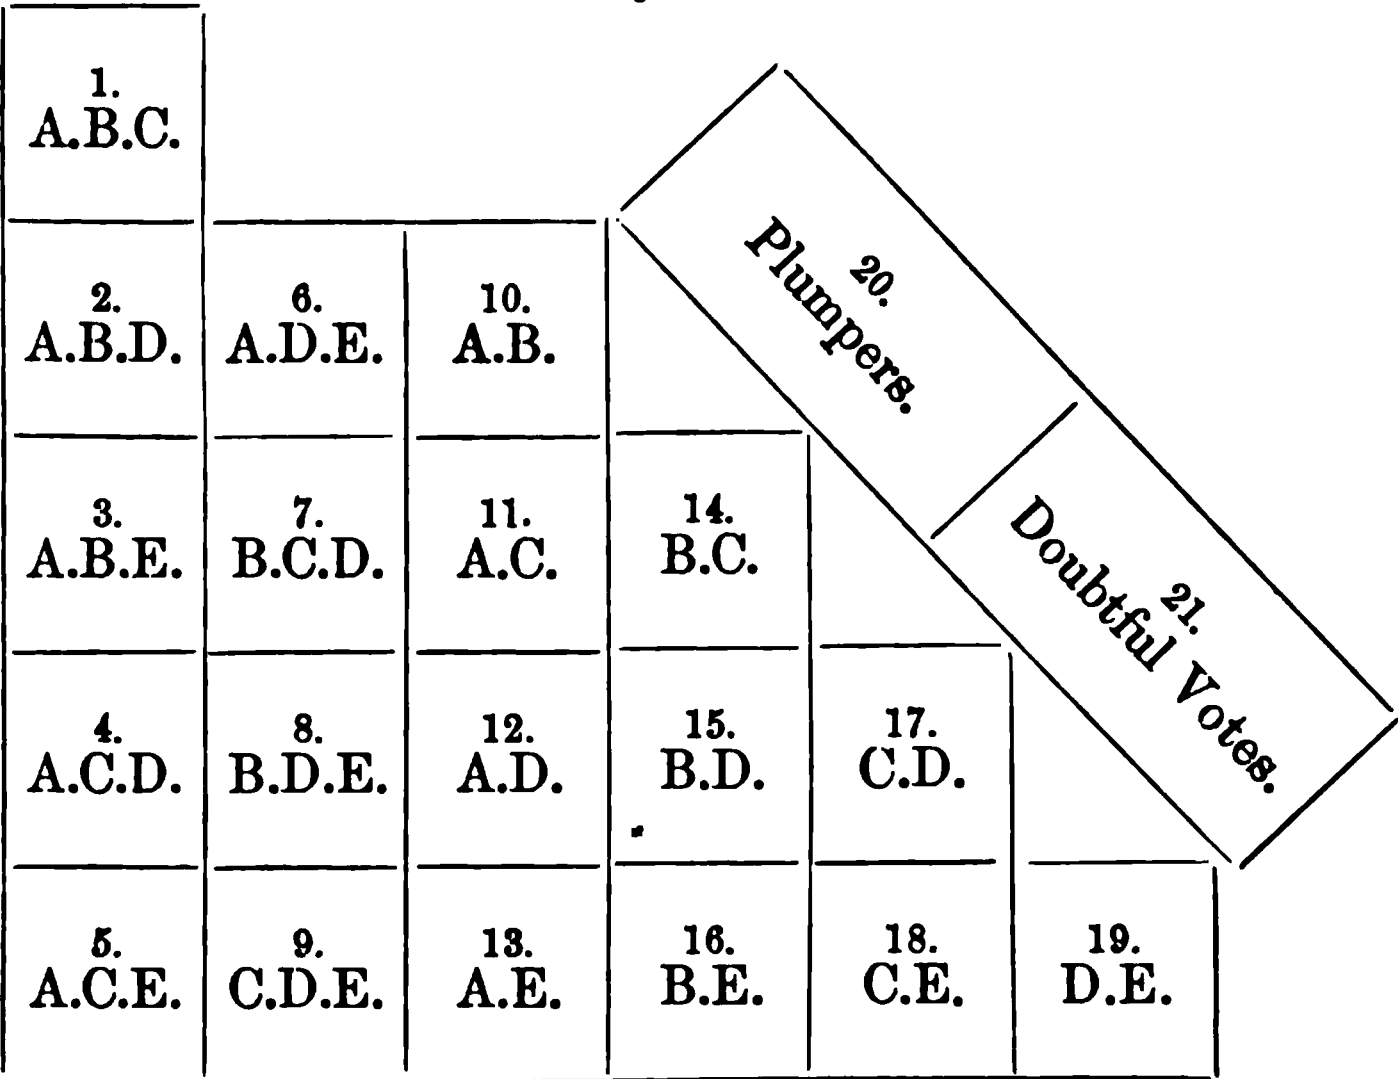 1.
A.B.C.
2.
A.B.D.
6.
A.D.E.
10.
A.B.
3.
A.B.E.
7.
B.C.D.
11.
A.C.
14.
B.C.
4.
A.C.D.
8.
B.D.E.
12.
A.D.
15.
B.D.
17.
C.D.
5.
A.C.E.
9.
C.D.E.
13.
A.E.
16.
B.E.
18.
C.E.
19.
D.E.
20.
Plumpers.
21.
Doubtful Votes.